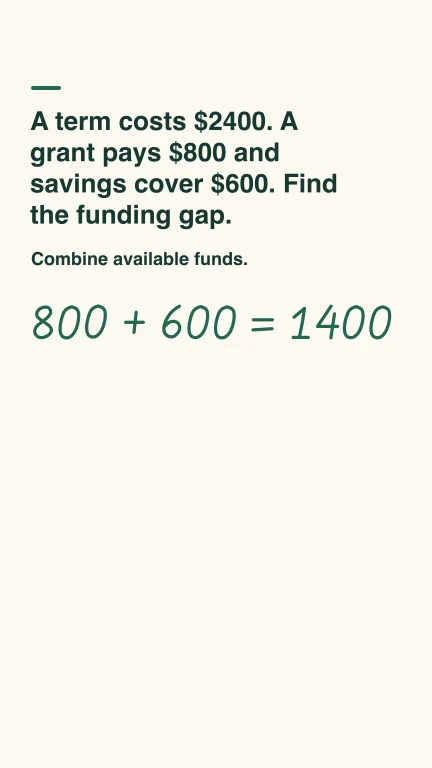 A term costs $2400. A
grant pays $800 and
savings cover $600. Find
the funding gap.
Combine available funds.
800 + 600 = 1400